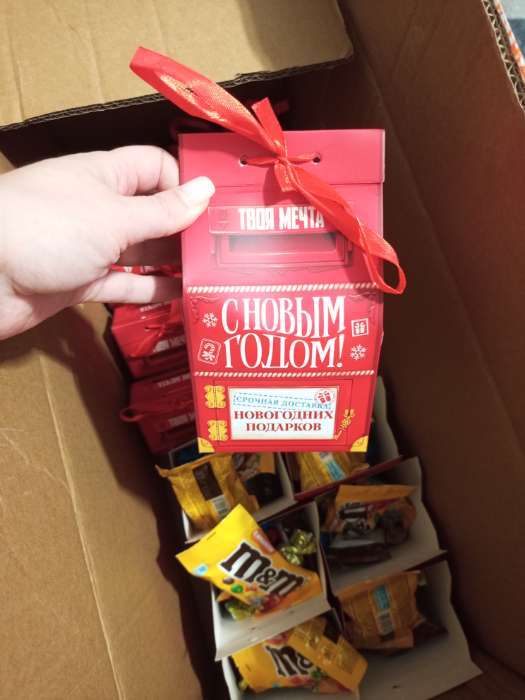 ТВОЯ МЕЧТА
С НОВЫМ
ГОДОМ!
СРОЧНАЯ ДОСТАВКА
НОВОГОДНИХ
ПОДАРКОВ
m&m
m